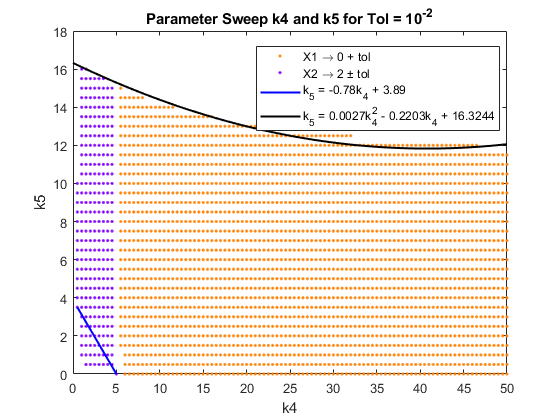 Parameter Sweep k4 and k5 for Tol = 10⁻²
18
16
14
12
10
8
6
4
2
0
k5
X1 → 0 + tol
X2 → 2 ± tol
k₅ = -0.78k₄ + 3.89
k₅ = 0.0027k₄² - 0.2203k₄ + 16.3244
0 5 10 15 20 25 30 35 40 45 50
k4